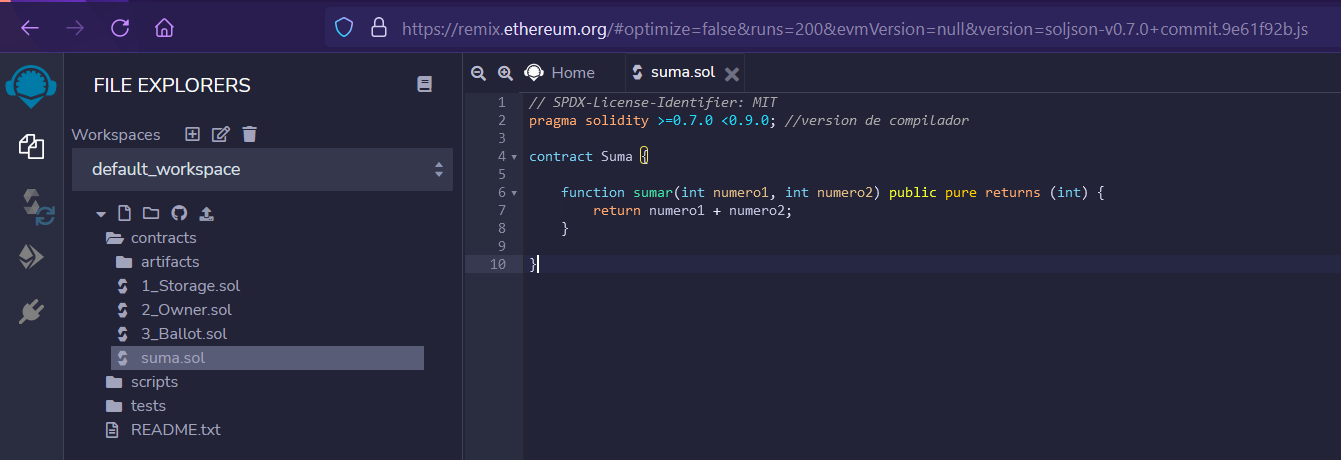 https://remix.ethereum.org/#optimize=false&runs=200&evmVersion=null&version=soljson-v0.7.0+commit.9e61f92b.js
FILE EXPLORERS
Workspaces
default_workspace
contracts
artifacts
1_Storage.sol
2_Owner.sol
3_Ballot.sol
suma.sol
scripts
tests
README.txt
Home
suma.sol
1 // SPDX-License-Identifier: MIT
2 pragma solidity >=0.7.0 <0.9.0; //version de compilador
3
4 contract Suma {
5
6     function sumar(int numero1, int numero2) public pure returns (int) {
7         return numero1 + numero2;
8     }
9
10 }